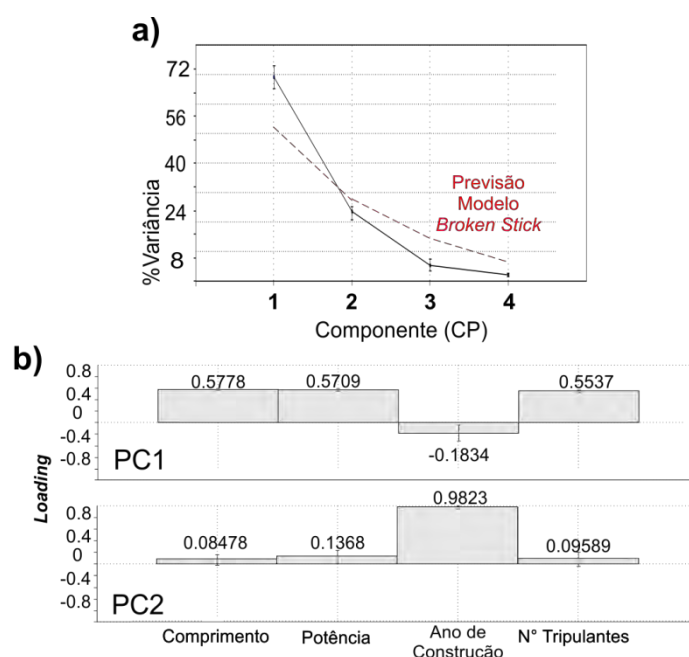 a)
%Variância
72
56
40
24
8
Previsão
Modelo
Broken Stick
1 2 3 4
Componente (CP)
b)
Loading
0.8
0.4
0
-0.4
-0.8
0.5778 0.5709 -0.1834 0.5537
PC1
0.8
0.4
0
-0.4
-0.8
0.08478 0.1368 0.9823 0.09589
PC2
Comprimento Potência Ano de N° Tripulantes
Construção